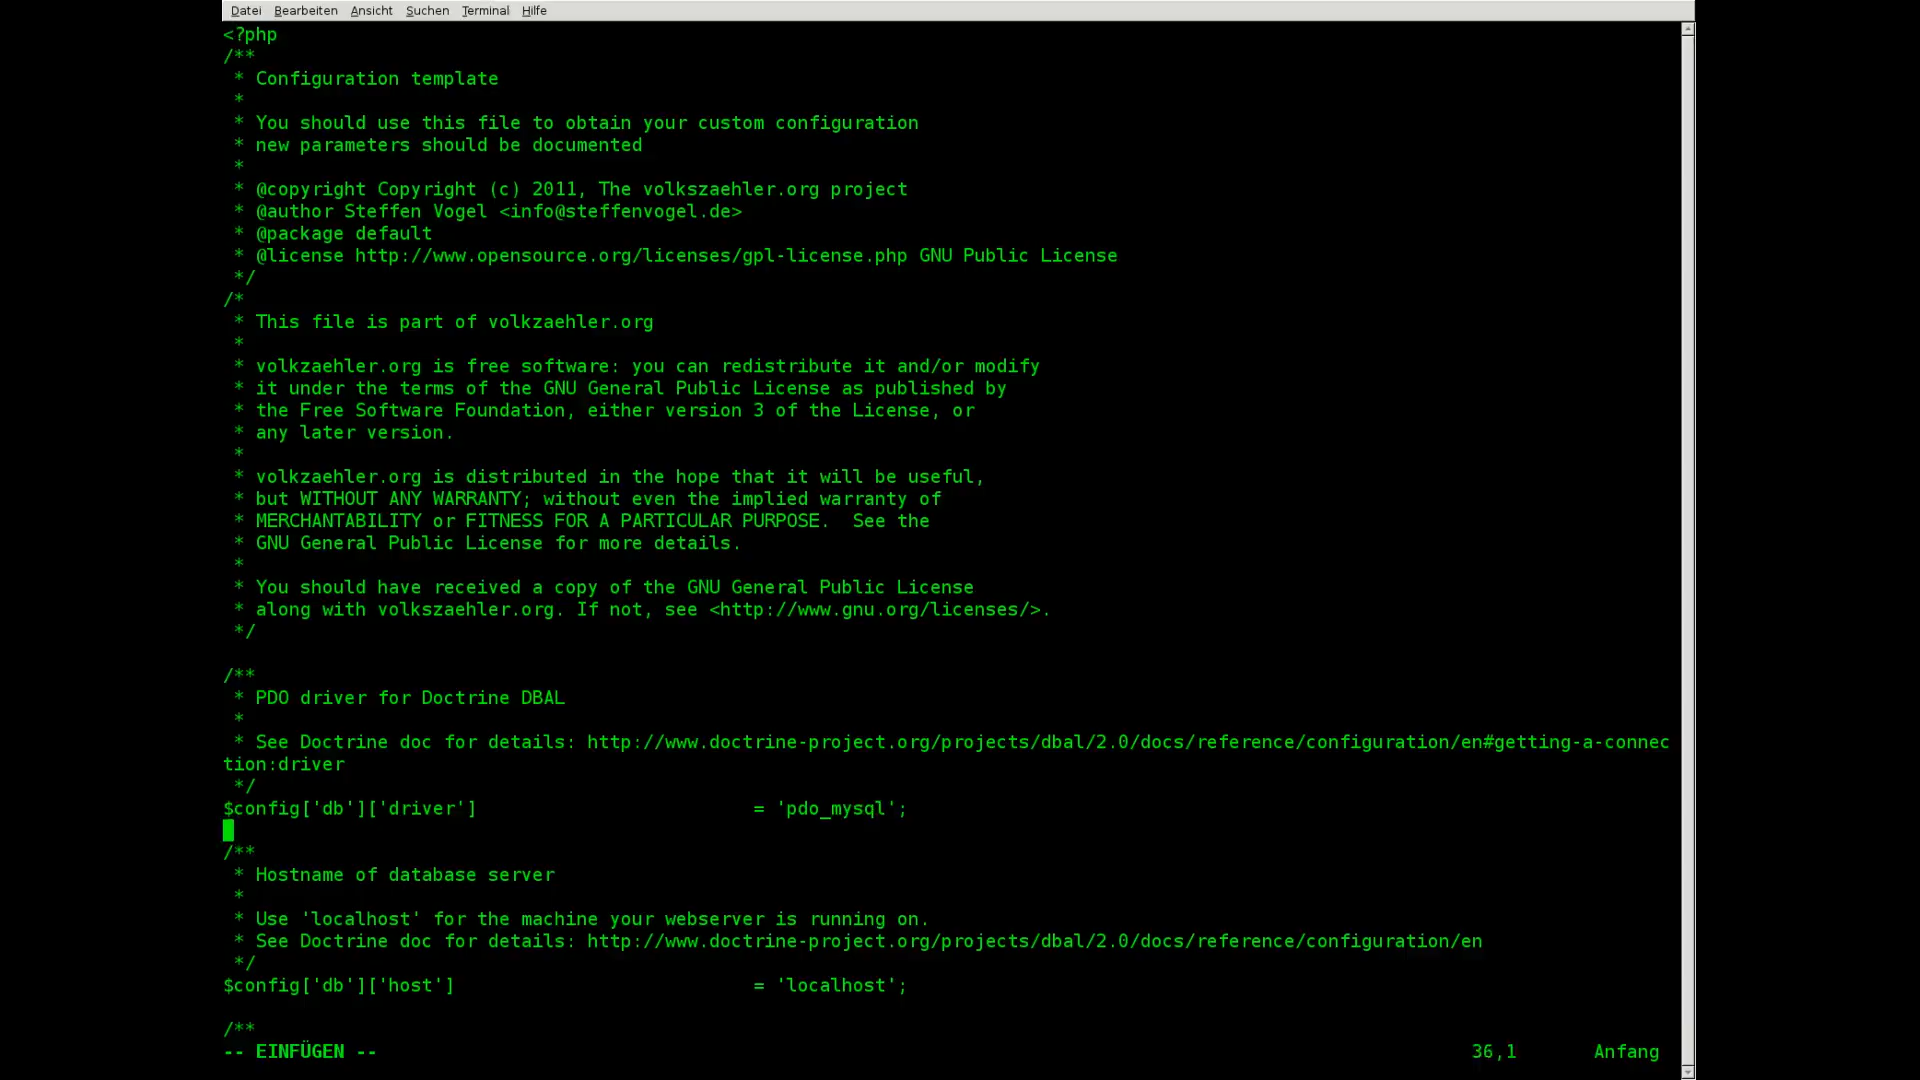 Datei Bearbeiten Ansicht Suchen Terminal Hilfe
<?php
/**
 * Configuration template
 *
 * You should use this file to obtain your custom configuration
 * new parameters should be documented
 *
 * @copyright Copyright (c) 2011, The volkszaehler.org project
 * @author Steffen Vogel <info@steffenvogel.de>
 * @package default
 * @license http://www.opensource.org/licenses/gpl-license.php GNU Public License
 */
/*
 * This file is part of volkzaehler.org
 *
 * volkzaehler.org is free software: you can redistribute it and/or modify
 * it under the terms of the GNU General Public License as published by
 * the Free Software Foundation, either version 3 of the License, or
 * any later version.
 *
 * volkzaehler.org is distributed in the hope that it will be useful,
 * but WITHOUT ANY WARRANTY; without even the implied warranty of
 * MERCHANTABILITY or FITNESS FOR A PARTICULAR PURPOSE.  See the
 * GNU General Public License for more details.
 *
 * You should have received a copy of the GNU General Public License
 * along with volkszaehler.org. If not, see <http://www.gnu.org/licenses/>.
 */

/**
 * PDO driver for Doctrine DBAL
 *
 * See Doctrine doc for details: http://www.doctrine-project.org/projects/dbal/2.0/docs/reference/configuration/en#getting-a-connec
tion:driver
 */
$config['db']['driver']                         = 'pdo_mysql';

/**
 * Hostname of database server
 *
 * Use 'localhost' for the machine your webserver is running on.
 * See Doctrine doc for details: http://www.doctrine-project.org/projects/dbal/2.0/docs/reference/configuration/en
 */
$config['db']['host']                           = 'localhost';

/**
-- EINFÜGEN -- 36,1 Anfang